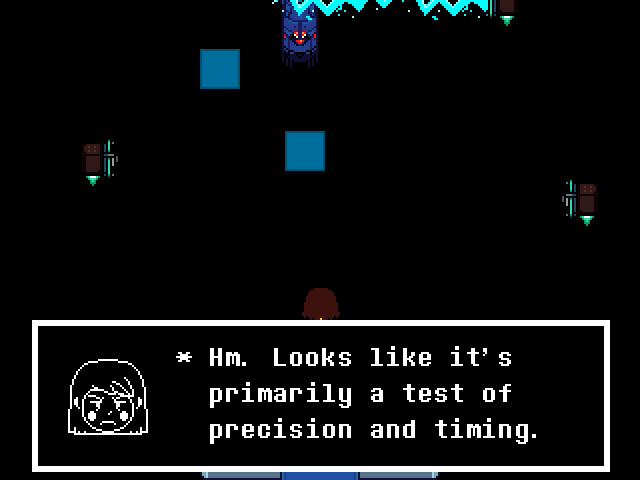 * Hm. Looks like it's
primarily a test of
precision and timing.